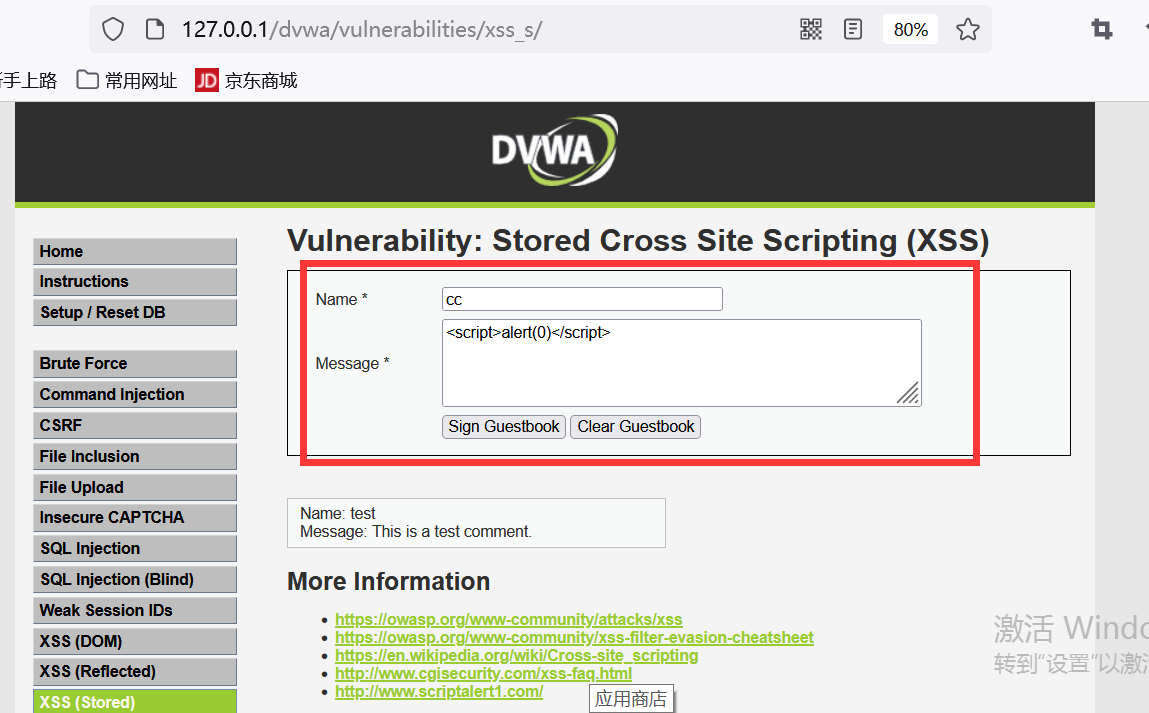 127.0.0.1/dvwa/vulnerabilities/xss_s/
80%
手上路
常用网址
JD
京东商城
DVWA
Home
Instructions
Setup / Reset DB
Brute Force
Command Injection
CSRF
File Inclusion
File Upload
Insecure CAPTCHA
SQL Injection
SQL Injection (Blind)
Weak Session IDs
XSS (DOM)
XSS (Reflected)
XSS (Stored)
Vulnerability: Stored Cross Site Scripting (XSS)
Name *
cc
Message *
<script>alert(0)</script>
Sign Guestbook Clear Guestbook
Name: test
Message: This is a test comment.
More Information
https://owasp.org/www-community/attacks/xss
https://owasp.org/www-community/xss-filter-evasion-cheatsheet
https://en.wikipedia.org/wiki/Cross-site_scripting
http://www.cgisecurity.com/xss-faq.html
http://www.scriptalert1.com/
应用商店
激活 Windo
转到“设置”以激